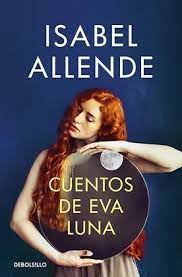 ISABEL
ALLENDE
CUENTOS
DE EVA
LUNA
DEBOLSILLO